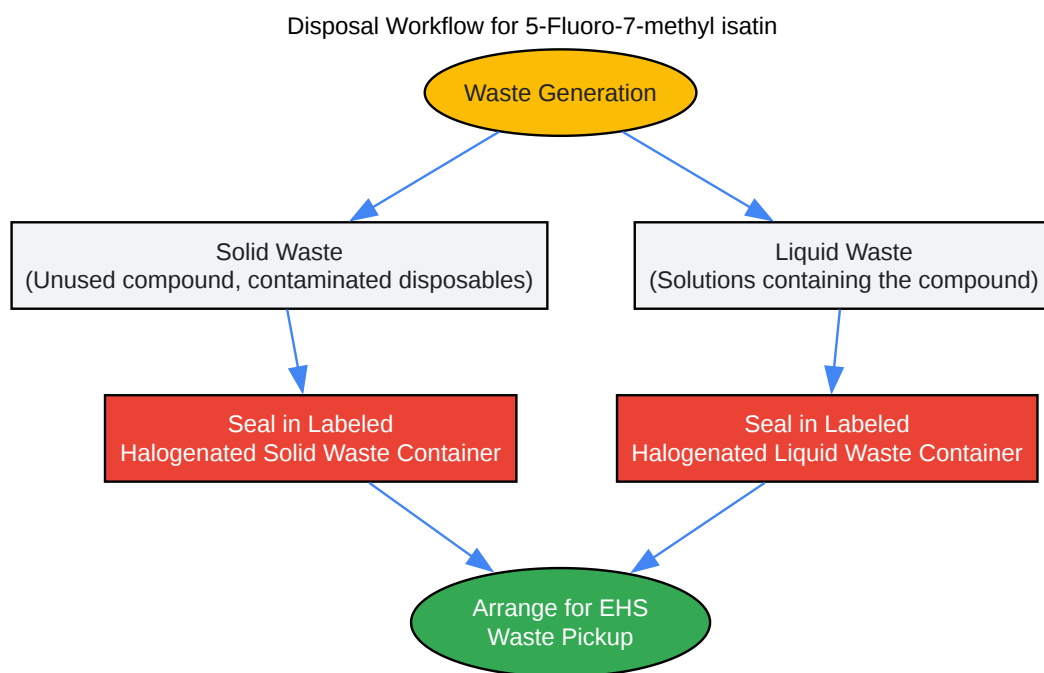 Disposal Workflow for 5-Fluoro-7-methyl isatin
Waste Generation
Solid Waste
(Unused compound, contaminated disposables)
Liquid Waste
(Solutions containing the compound)
Seal in Labeled
Halogenated Solid Waste Container
Seal in Labeled
Halogenated Liquid Waste Container
Arrange for EHS
Waste Pickup